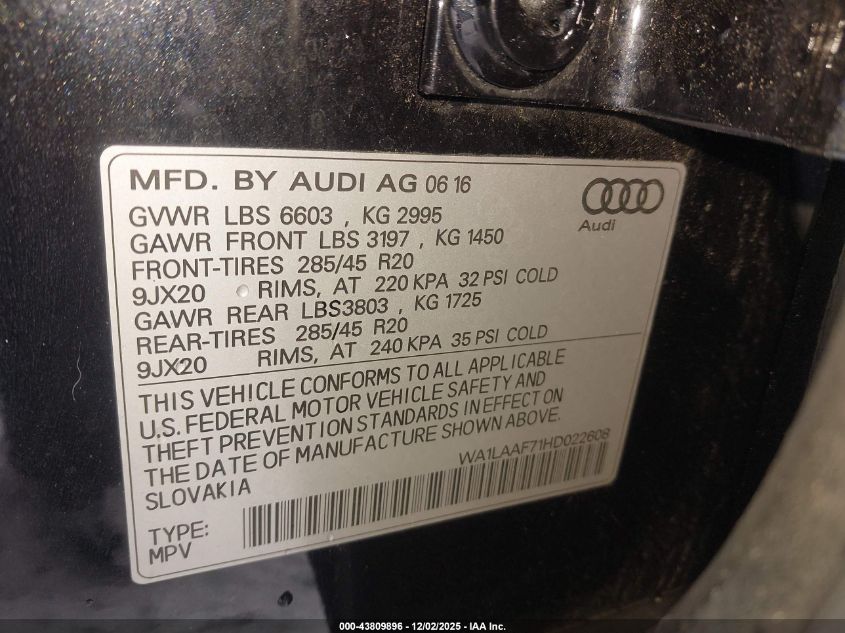 MFD. BY AUDI AG 06 16
GVWR LBS 6603 , KG 2995
GAWR FRONT LBS 3197 , KG 1450
FRONT-TIRES 285/45 R20
9JX20 RIMS, AT 220 KPA 32 PSI COLD
GAWR REAR LBS3803 , KG 1725
REAR-TIRES 285/45 R20
9JX20 RIMS, AT 240 KPA 35 PSI COLD
Audi
THIS VEHICLE CONFORMS TO ALL APPLICABLE
U.S. FEDERAL MOTOR VEHICLE SAFETY AND
THEFT PREVENTION STANDARDS IN EFFECT ON
THE DATE OF MANUFACTURE SHOWN ABOVE.
SLOVAKIA
WA1LAAF71HD022608
TYPE:
MPV
000-43809896 - 12/02/2025 - IAA Inc.